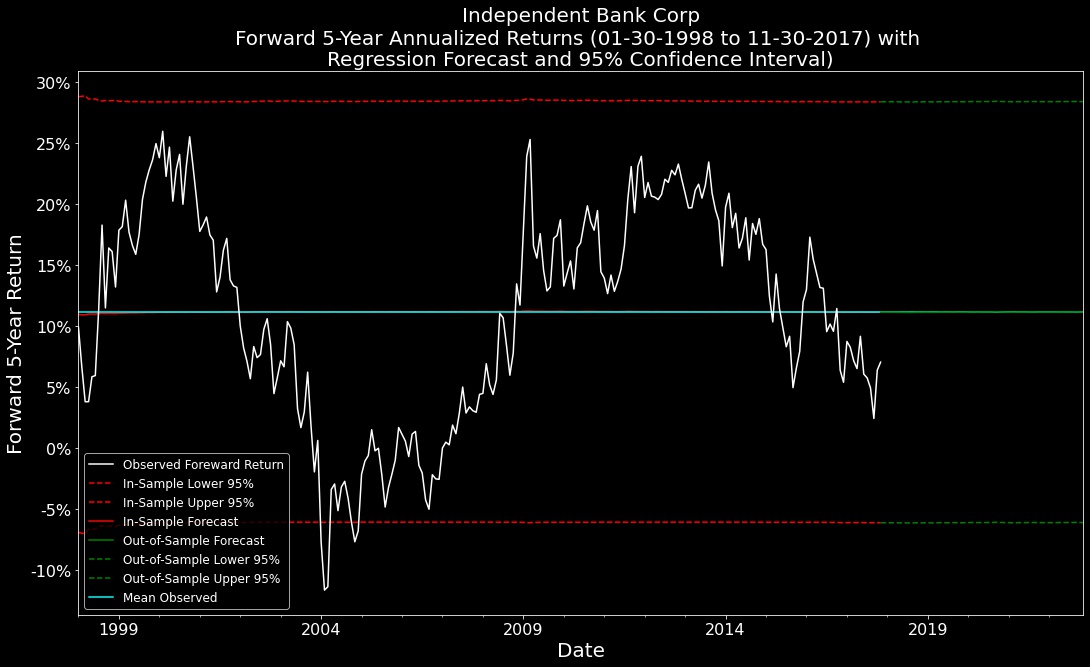 Independent Bank Corp
Forward 5-Year Annualized Returns (01-30-1998 to 11-30-2017) with
Regression Forecast and 95% Confidence Interval)
Forward 5-Year Return
30%
25%
20%
15%
10%
5%
0%
-5%
-10%
Observed Foreward Return
In-Sample Lower 95%
In-Sample Upper 95%
In-Sample Forecast
Out-of-Sample Forecast
Out-of-Sample Lower 95%
Out-of-Sample Upper 95%
Mean Observed
1999 2004 2009 2014 2019
Date